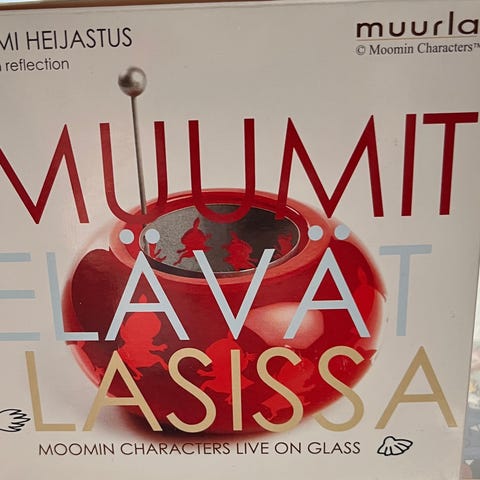 MI HEIJASTUS
reflection
muurla
© Moomin Characters™
MUUMIT
ELÄVÄT
LASISSA
MOOMIN CHARACTERS LIVE ON GLASS